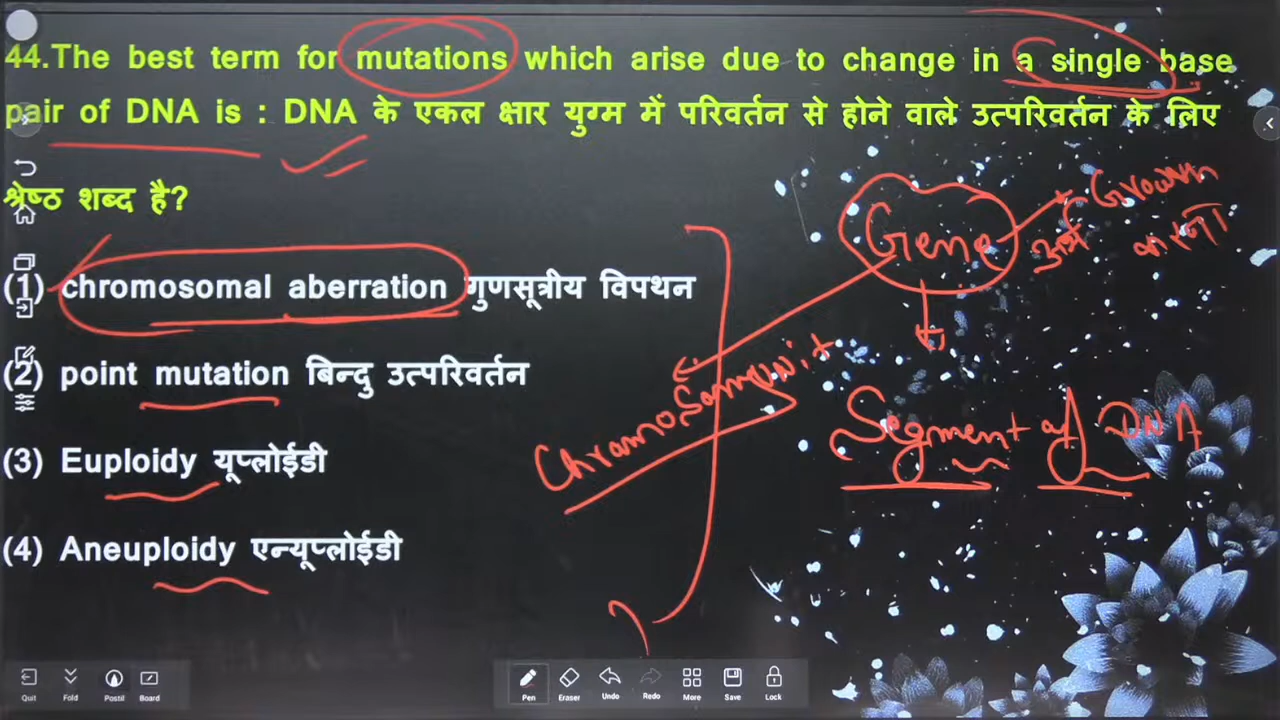 44.The best term for mutations which arise due to change in a single base
pair of DNA is : DNA के एकल क्षार युग्म में परिवर्तन से होने वाले उत्परिवर्तन के लिए
श्रेष्ठ शब्द है?
(1) chromosomal aberration गुणसूत्रीय विपथन
(2) point mutation बिन्दु उत्परिवर्तन
(3) Euploidy यूप्लोईडी
(4) Aneuploidy एन्यूप्लोईडी
Gene
अर्थ करना
Segment of DNA
Quit Fold Postil Board Pen Eraser Undo Redo More Save Lock